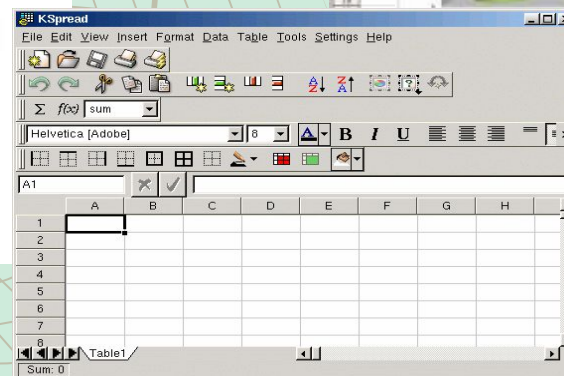 KSpread
File Edit View Insert Format Data Table Tools Settings Help
Σ f(x) sum
Helvetica [Adobe] 8 A B I U
A1
A B C D E F G H
1
2
3
4
5
6
7
8
Table1
Sum: 0